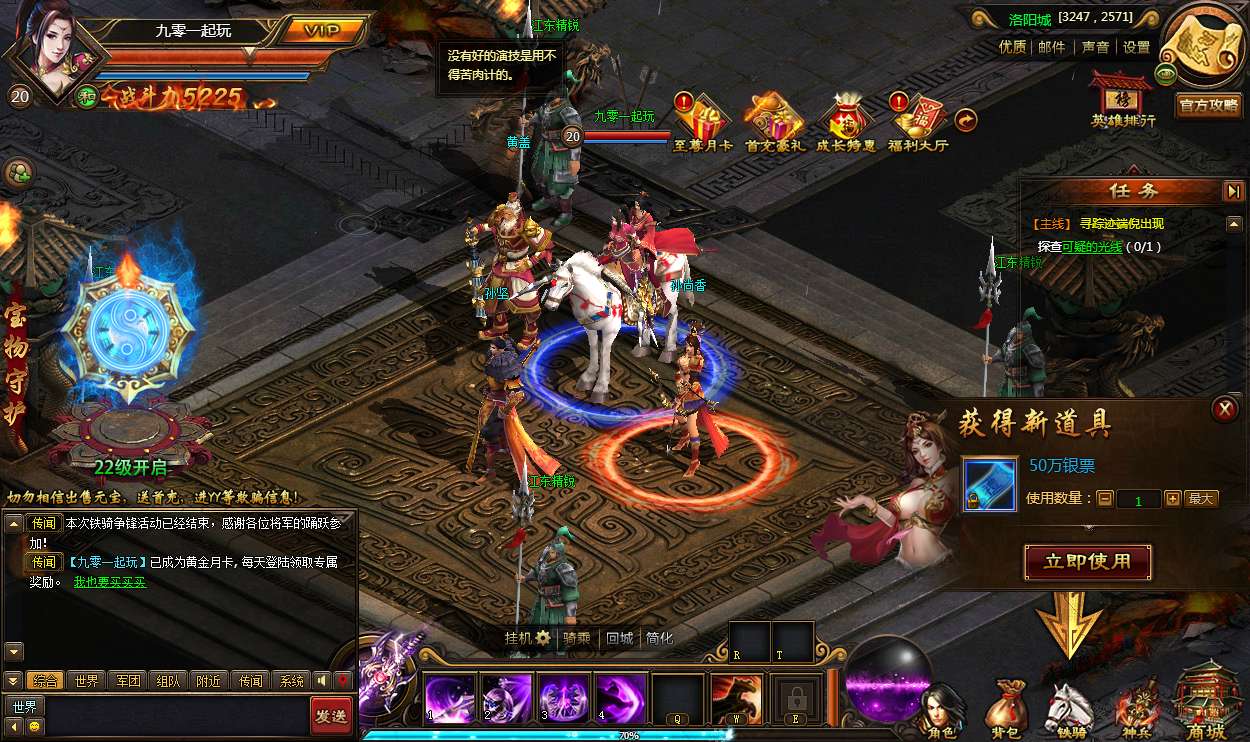 九零一起玩
VIP
20
和
战斗力5225
江东精锐
没有好的演技是用不
得苦肉计的。
黄盖
九零一起玩
20
至尊月卡
首充豪礼
成长特惠
福利大厅
洛阳城 [3247 , 2571]
优质 邮件 声音 设置
英雄排行
官方攻略
任务
【主线】 寻踪迹端倪出现
探查可疑的光线 ( 0/1 )
江东精锐
江东
孙坚
孙尚香
宝物守护
22级开启
江东精锐
切勿相信出售元宝，送首充，进YY等欺骗信息！
传闻 本次铁骑争锋活动已经结束，感谢各位将军的踊跃参
加!
传闻 【九零一起玩】已成为黄金月卡, 每天登陆领取专属
奖励。 我也要买买买
综合 世界 军团 组队 附近 传闻 系统
世界
发送
获得新道具
50万银票
使用数量： 1 最大
立即使用
挂机 骑乘 回城 简化
R T
1 2 3 4 Q W E
70%
角色 背包 铁骑 神兵 商城